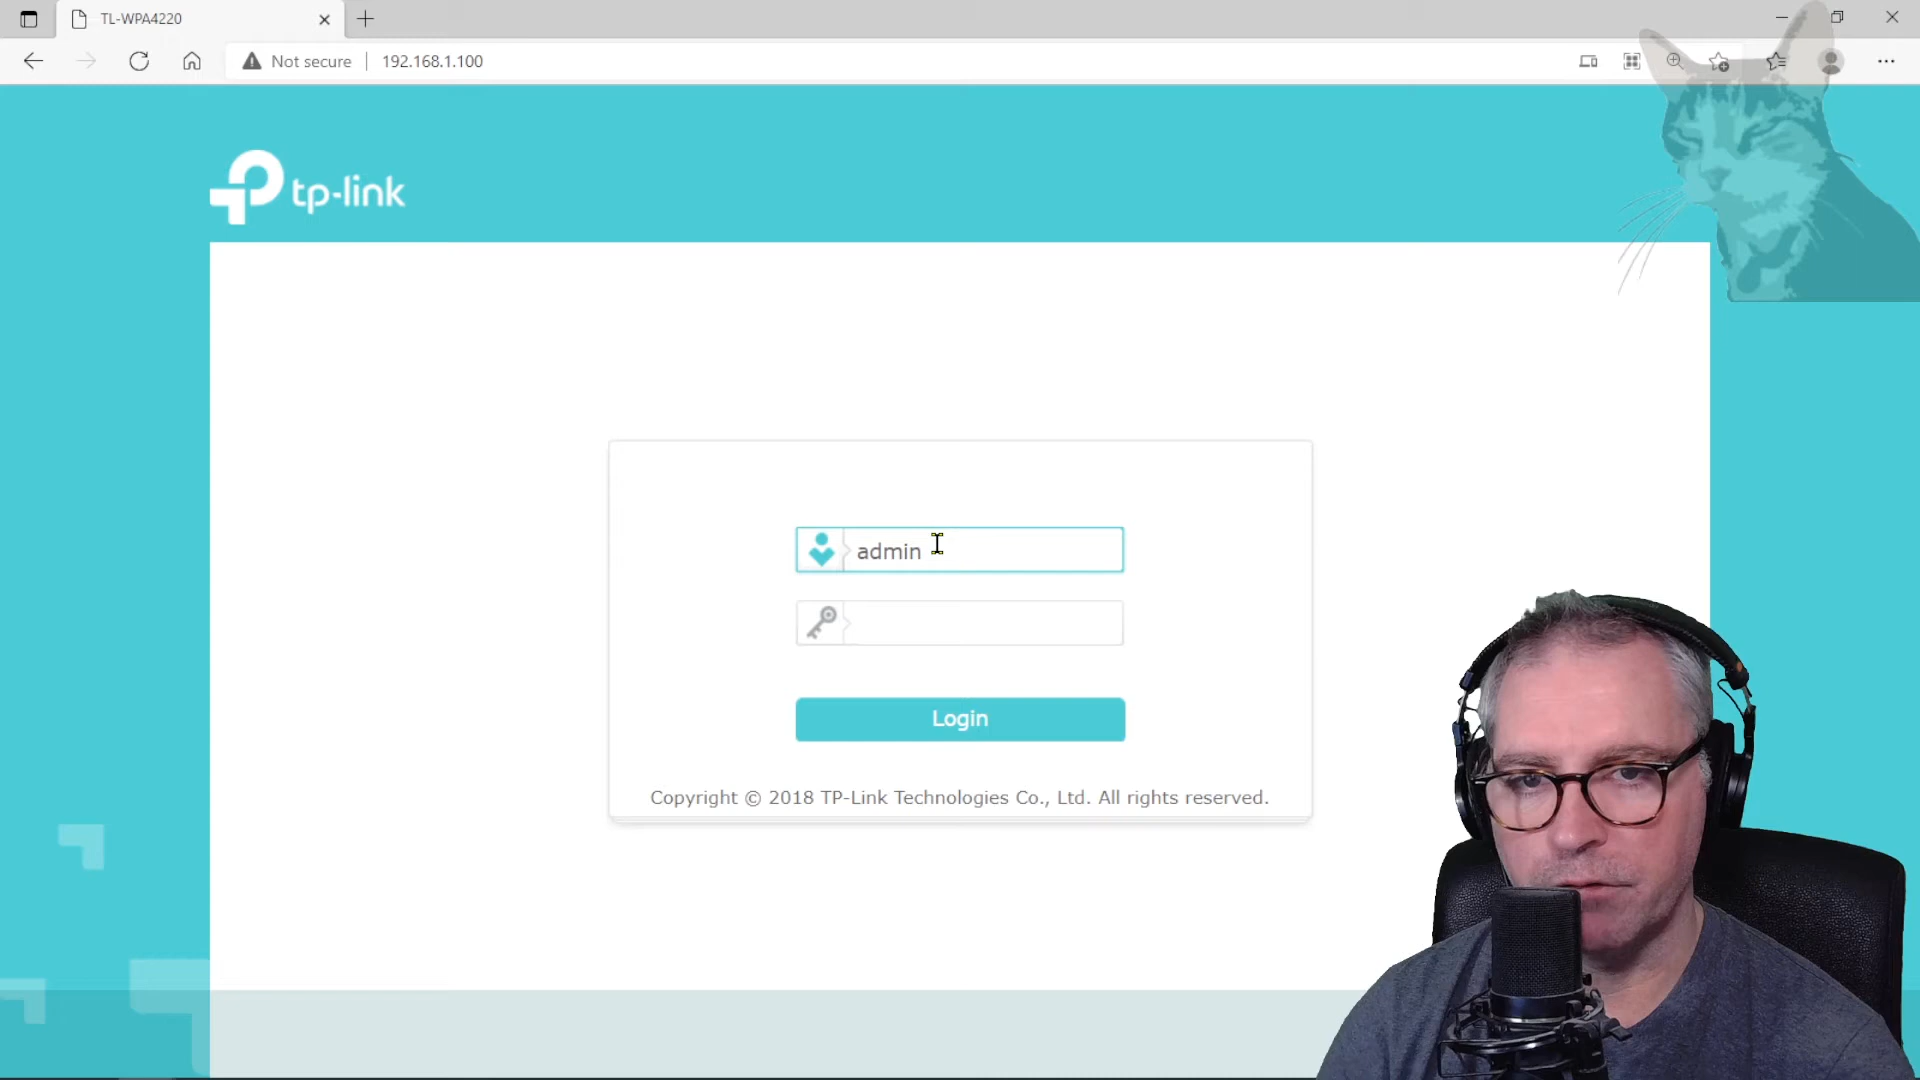 TL-WPA4220
Not secure 192.168.1.100
tp-link
admin
Login
Copyright © 2018 TP-Link Technologies Co., Ltd. All rights reserved.